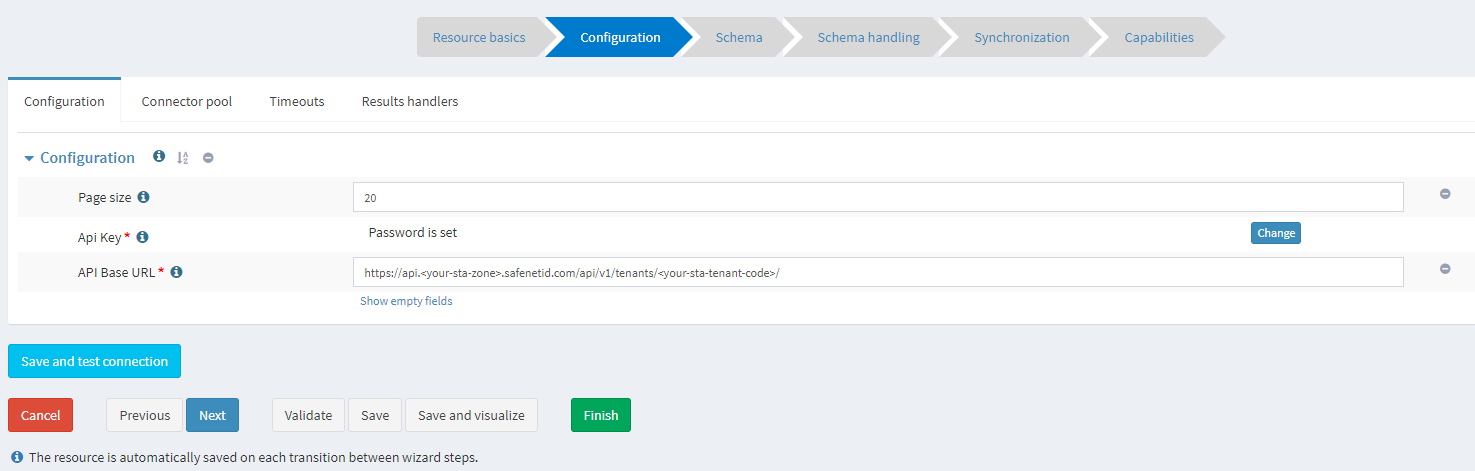 Resource basics Configuration Schema Schema handling Synchronization Capabilities
Configuration Connector pool Timeouts Results handlers
Configuration
Page size 20
Api Key * Password is set Change
API Base URL * https://api.<your-sta-zone>.safenetid.com/api/v1/tenants/<your-sta-tenant-code>/
Show empty fields
Save and test connection
Cancel Previous Next Validate Save Save and visualize Finish
The resource is automatically saved on each transition between wizard steps.